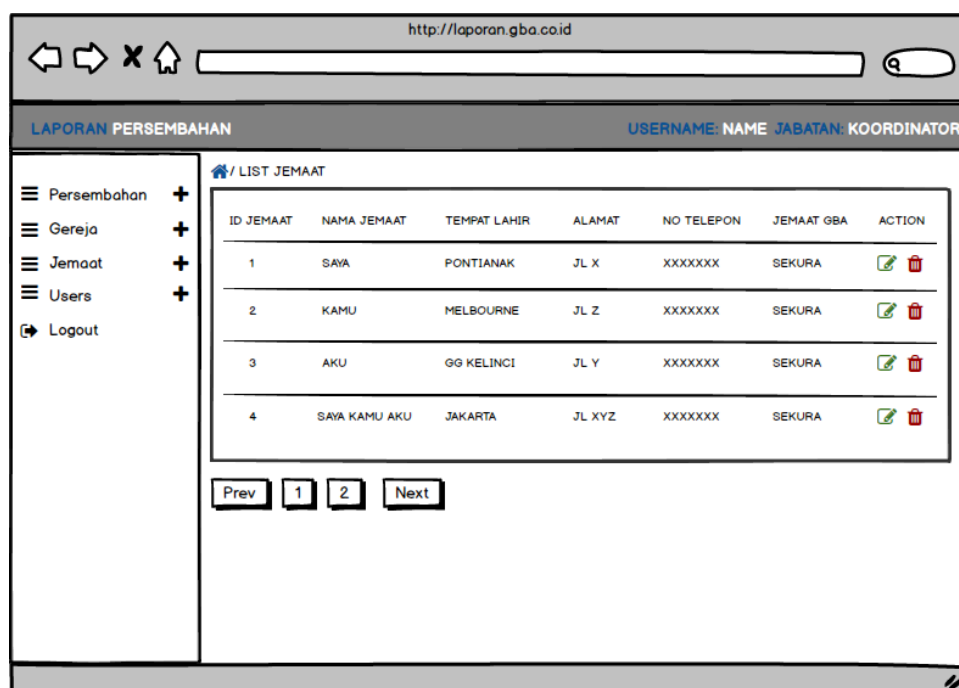 http://laporan.gba.co.id
LAPORAN PERSEMBAHAN USERNAME: NAME JABATAN: KOORDINATOR
Persembahan
Gereja
Jemaat
Users
Logout
/ LIST JEMAAT
ID JEMAAT NAMA JEMAAT TEMPAT LAHIR ALAMAT NO TELEPON JEMAAT GBA ACTION
1 SAYA PONTIANAK JL X XXXXXXX SEKURA
2 KAMU MELBOURNE JL Z XXXXXXX SEKURA
3 AKU GG KELINCI JL Y XXXXXXX SEKURA
4 SAYA KAMU AKU JAKARTA JL XYZ XXXXXXX SEKURA
Prev 1 2 Next